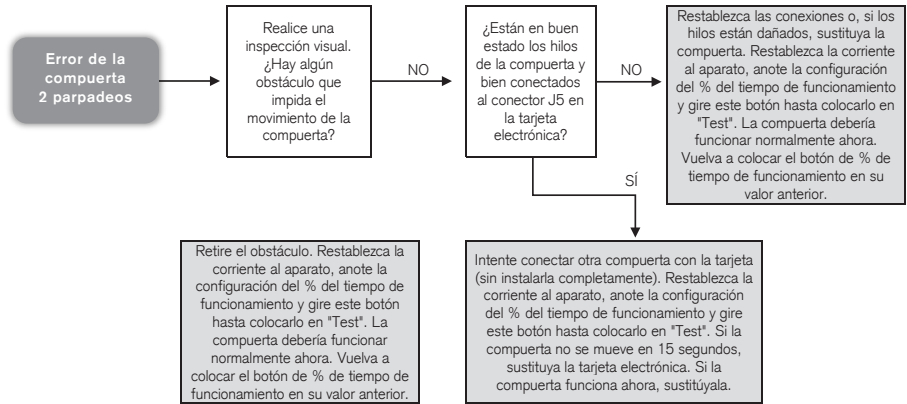 Error de la
compuerta
2 parpadeos
Realice una
inspección visual.
¿Hay algún
obstáculo que
impida el
movimiento de la
compuerta?
NO
¿Están en buen
estado los hilos
de la compuerta y
bien conectados
al conector J5 en
la tarjeta
electrónica?
NO
Restablezca las conexiones o, si los
hilos están dañados, sustituya la
compuerta. Restablezca la corriente
al aparato, anote la configuración
del % del tiempo de funcionamiento
y gire este botón hasta colocarlo en
"Test". La compuerta debería
funcionar normalmente ahora.
Vuelva a colocar el botón de % de
tiempo de funcionamiento en su
valor anterior.
SÍ
Retire el obstáculo. Restablezca la
corriente al aparato, anote la
configuración del % del tiempo de
funcionamiento y gire este botón
hasta colocarlo en "Test". La
compuerta debería funcionar
normalmente ahora. Vuelva a
colocar el botón de % de tiempo de
funcionamiento en su valor anterior.
Intente conectar otra compuerta con la tarjeta
(sin instalarla completamente). Restablezca la
corriente al aparato, anote la configuración
del % del tiempo de funcionamiento y gire
este botón hasta colocarlo en "Test". Si la
compuerta no se mueve en 15 segundos,
sustituya la tarjeta electrónica. Si la
compuerta funciona ahora, sustitúyala.